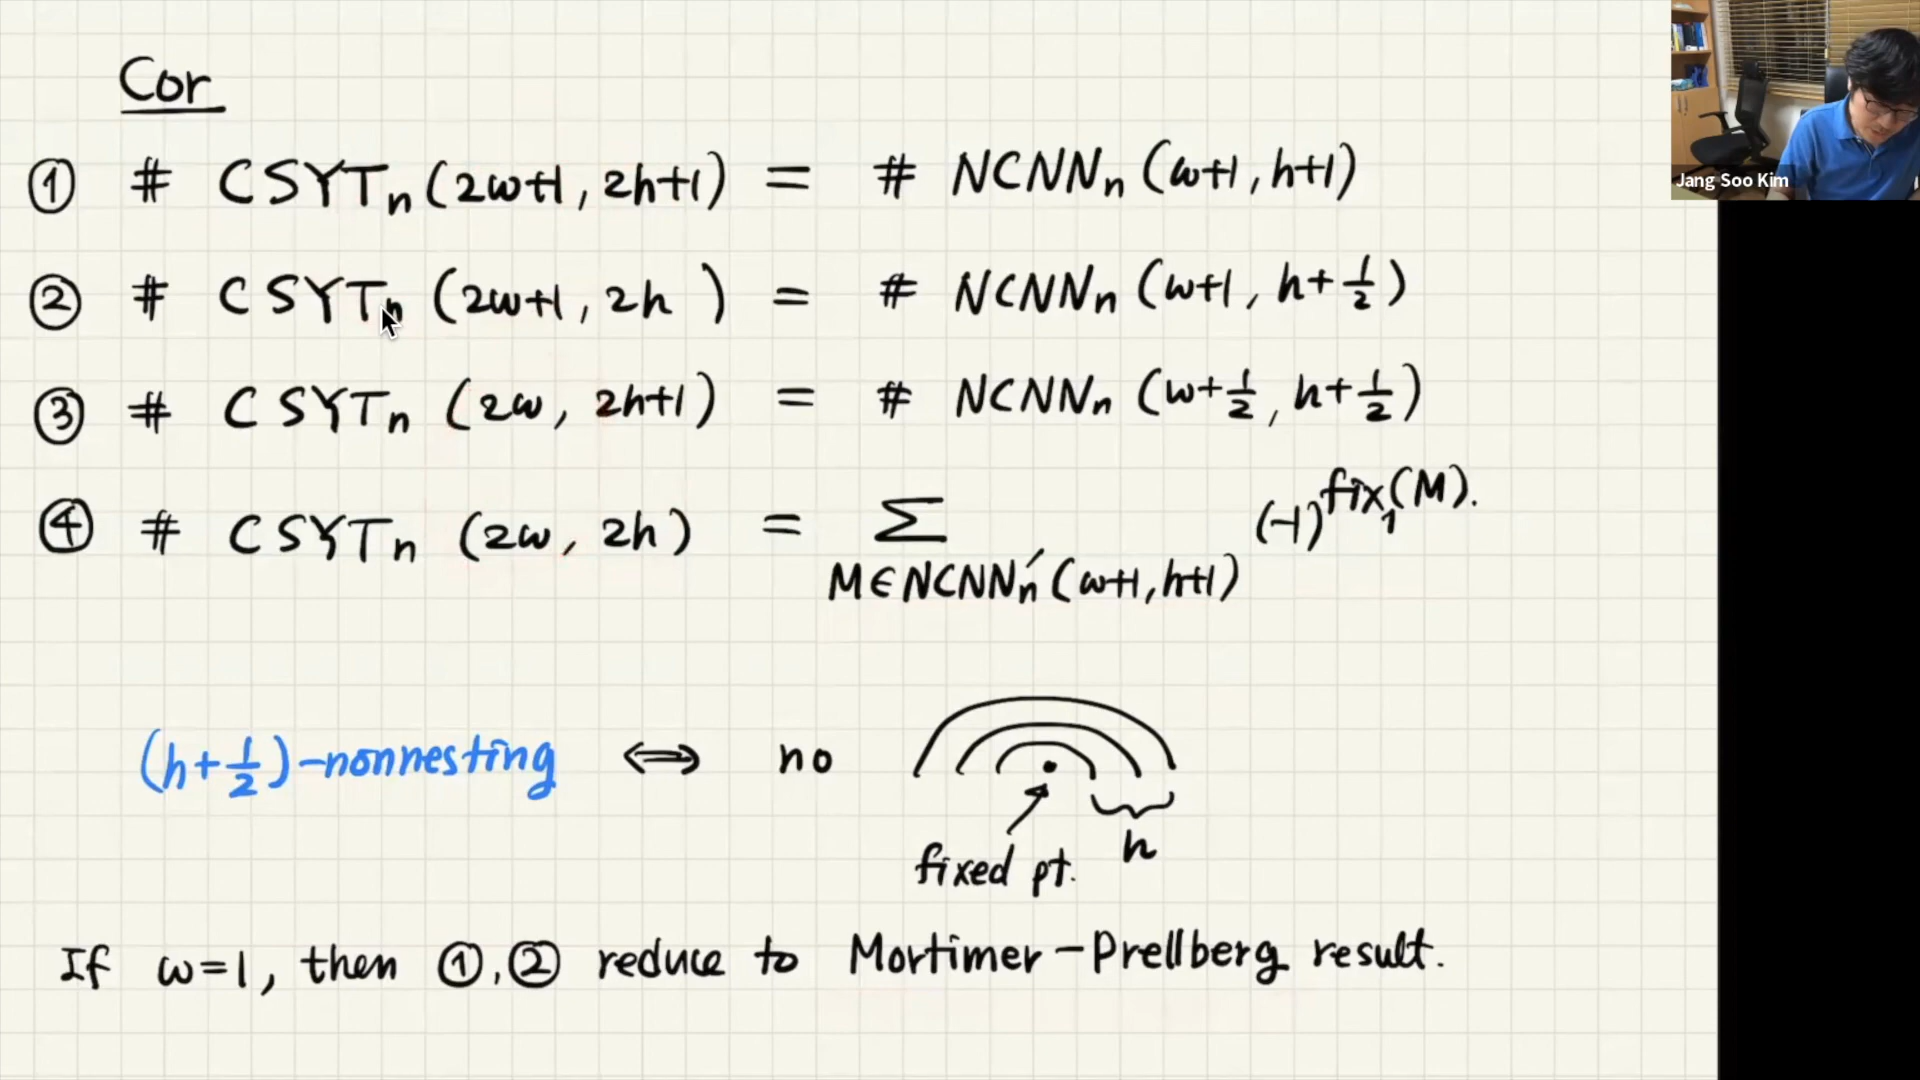 Cor
① # CSYTn (2w+1, 2h+1) = # NCNNn (w+1, h+1)
② # CSYTn (2w+1, 2h ) = # NCNNn (w+1, h+1/2)
③ # CSYTn (2w, 2h+1) = # NCNNn (w+1/2, h+1/2)
④ # CSYTn (2w, 2h) = Σ M∈NCNN'n (w+1, h+1) (-1)^fix₁(M).
(h+1/2)-nonnesting ⟺ no
h
fixed pt.
If w=1, then ①,② reduce to Mortimer-Prellberg result.
Jang Soo Kim